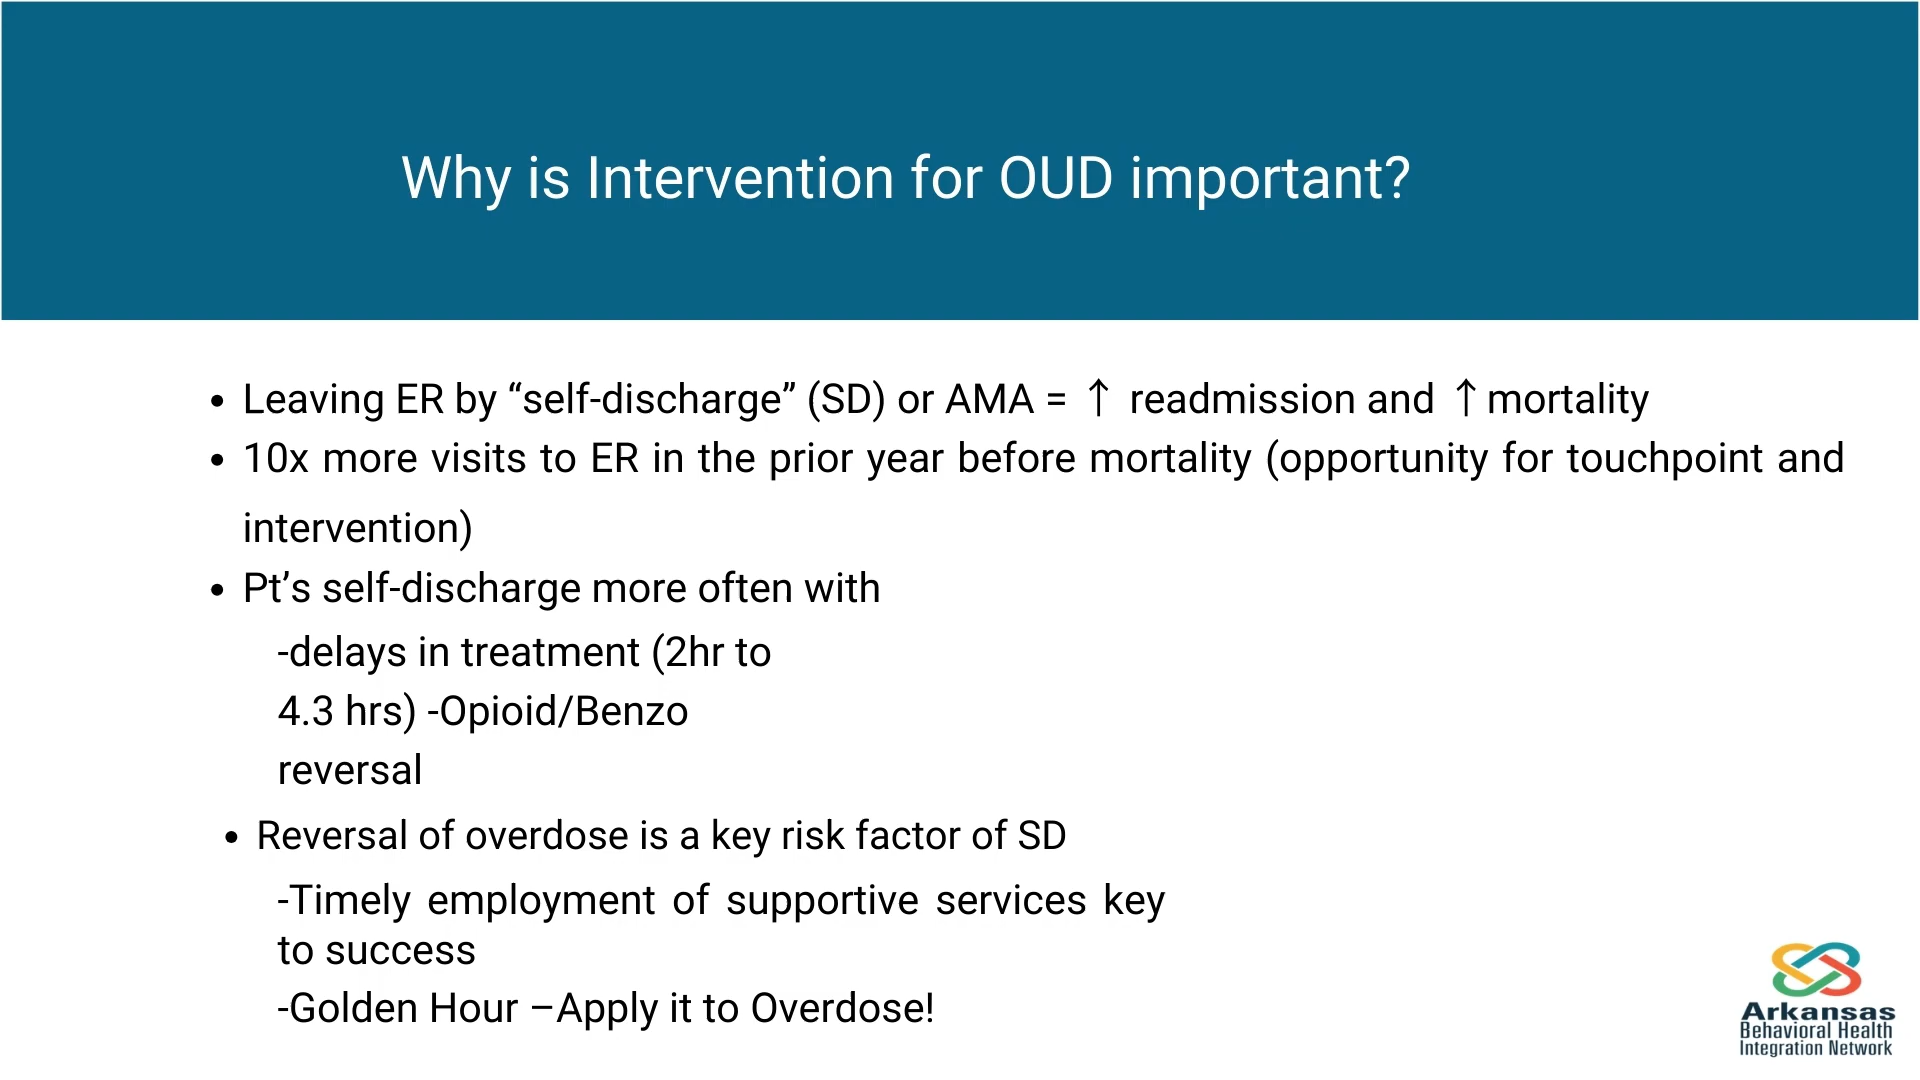 Why is Intervention for OUD important?
• Leaving ER by “self-discharge” (SD) or AMA = ↑ readmission and ↑ mortality
• 10x more visits to ER in the prior year before mortality (opportunity for touchpoint and
intervention)
• Pt’s self-discharge more often with
-delays in treatment (2hr to
4.3 hrs) -Opioid/Benzo
reversal
• Reversal of overdose is a key risk factor of SD
-Timely employment of supportive services key
to success
-Golden Hour –Apply it to Overdose!
Arkansas
Behavioral Health
Integration Network